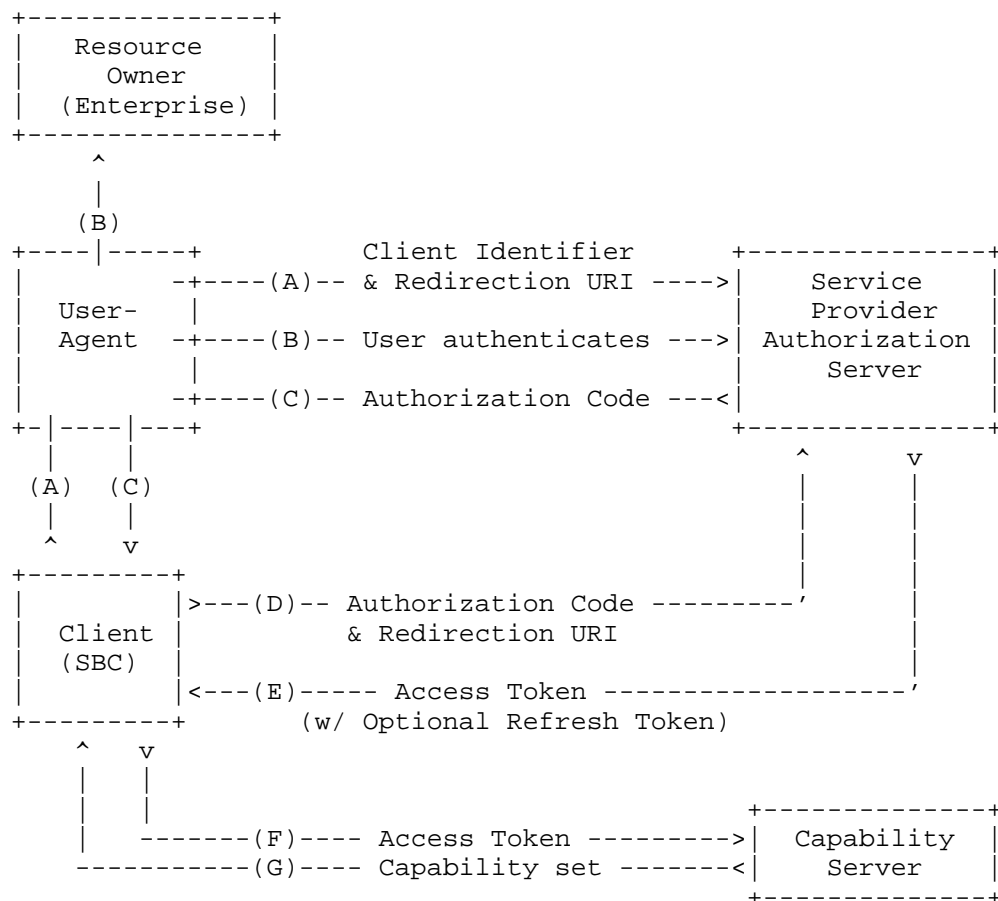 Resource
Owner
(Enterprise)
(B)
Client Identifier
(A) & Redirection URI
Service
User-
Provider
Agent
(B) User authenticates
Authorization
Server
(C) Authorization Code
(A) (C)
(D) Authorization Code
Client
& Redirection URI
(SBC)
(E) Access Token
(w/ Optional Refresh Token)
(F) Access Token
Capability
(G) Capability set
Server